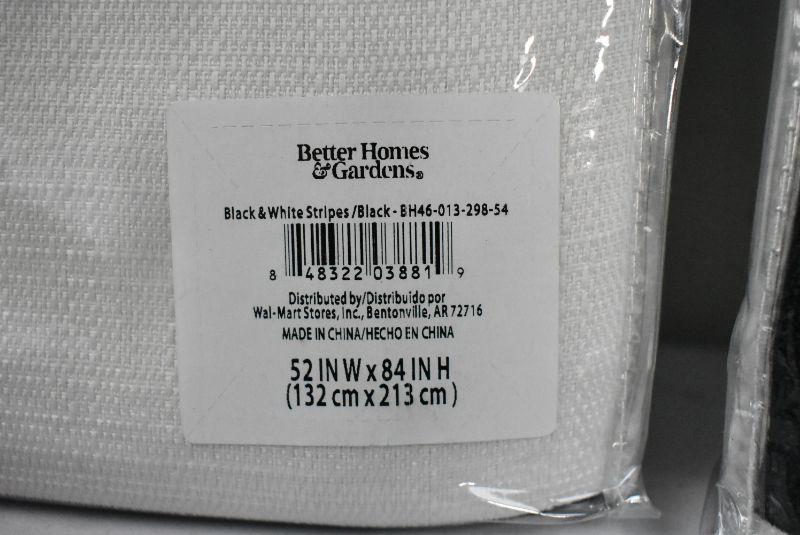 Better Homes
& Gardens®
Black & White Stripes /Black - BH46-013-298-54
8 48322 03881 9
Distributed by/Distribuido por
Wal-Mart Stores, Inc., Bentonville, AR 72716
MADE IN CHINA/HECHO EN CHINA
52 IN W x 84 IN H
(132 cm x 213 cm )